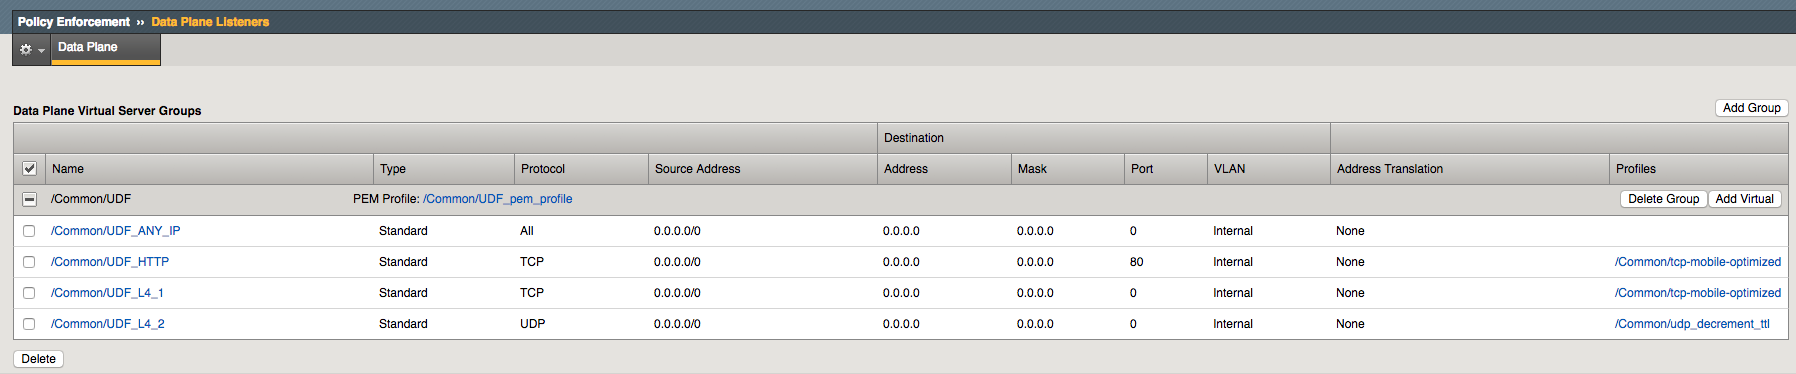 Policy Enforcement ›› Data Plane Listeners
Data Plane
Data Plane Virtual Server Groups Add Group
Destination
Name Type Protocol Source Address Address Mask Port VLAN Address Translation Profiles
/Common/UDF PEM Profile: /Common/UDF_pem_profile Delete Group Add Virtual
/Common/UDF_ANY_IP Standard All 0.0.0.0/0 0.0.0.0 0.0.0.0 0 Internal None
/Common/UDF_HTTP Standard TCP 0.0.0.0/0 0.0.0.0 0.0.0.0 80 Internal None /Common/tcp-mobile-optimized
/Common/UDF_L4_1 Standard TCP 0.0.0.0/0 0.0.0.0 0.0.0.0 0 Internal None /Common/tcp-mobile-optimized
/Common/UDF_L4_2 Standard UDP 0.0.0.0/0 0.0.0.0 0.0.0.0 0 Internal None /Common/udp_decrement_ttl
Delete